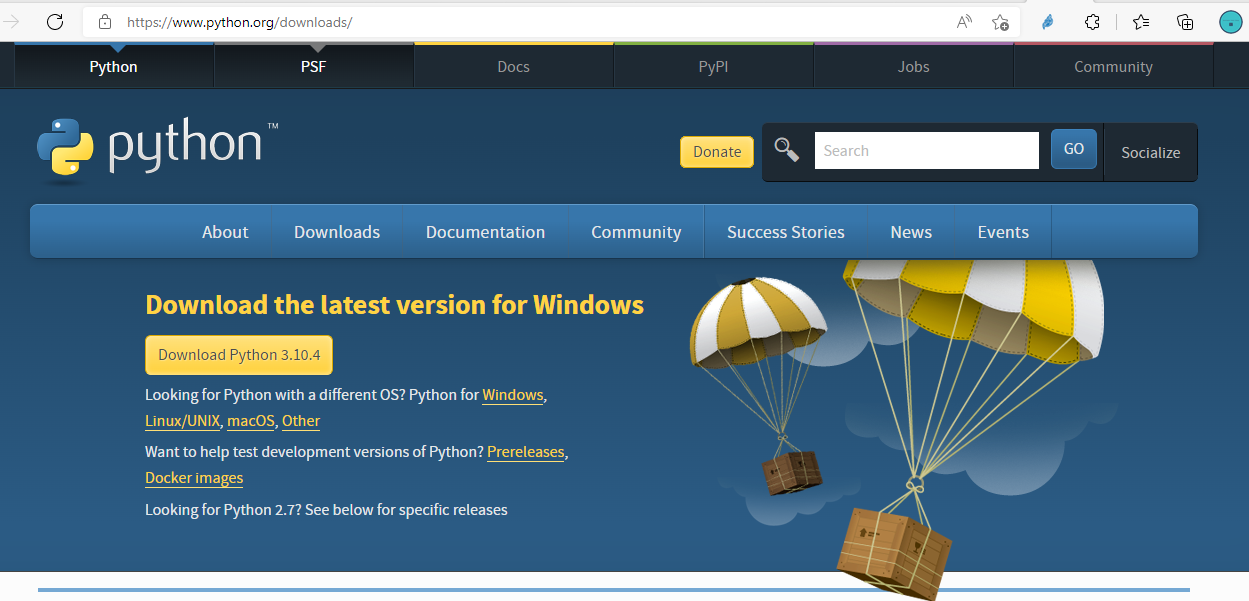 https://www.python.org/downloads/
Python PSF Docs PyPI Jobs Community
python™
Donate Search GO Socialize
About Downloads Documentation Community Success Stories News Events
Download the latest version for Windows
Download Python 3.10.4
Looking for Python with a different OS? Python for Windows,
Linux/UNIX, macOS, Other
Want to help test development versions of Python? Prereleases,
Docker images
Looking for Python 2.7? See below for specific releases